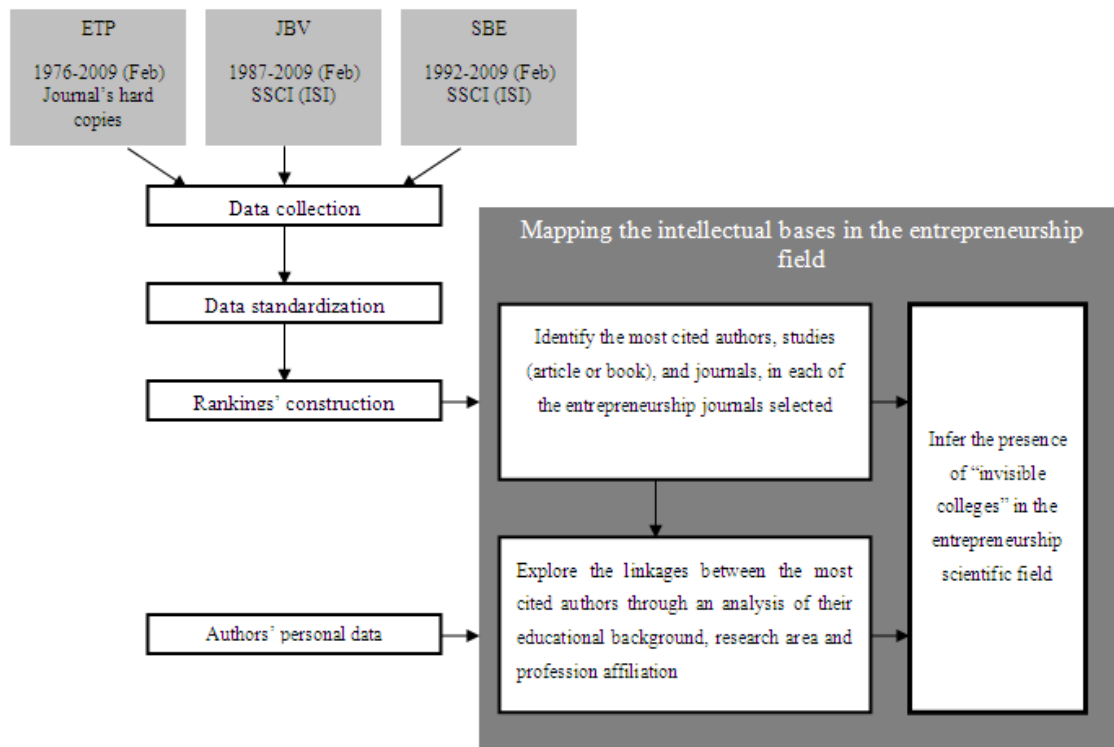 ETP
1976-2009 (Feb)
Journal's hard
copies
JBV
1987-2009 (Feb)
SSCI (ISI)
SBE
1992-2009 (Feb)
SSCI (ISI)
Data collection
Data standardization
Rankings' construction
Authors' personal data
Mapping the intellectual bases in the entrepreneurship
field
Identify the most cited authors, studies
(article or book), and journals, in each of
the entrepreneurship journals selected
Explore the linkages between the most
cited authors through an analysis of their
educational background, research area and
profession affiliation
Infer the presence
of “invisible
colleges” in the
entrepreneurship
scientific field